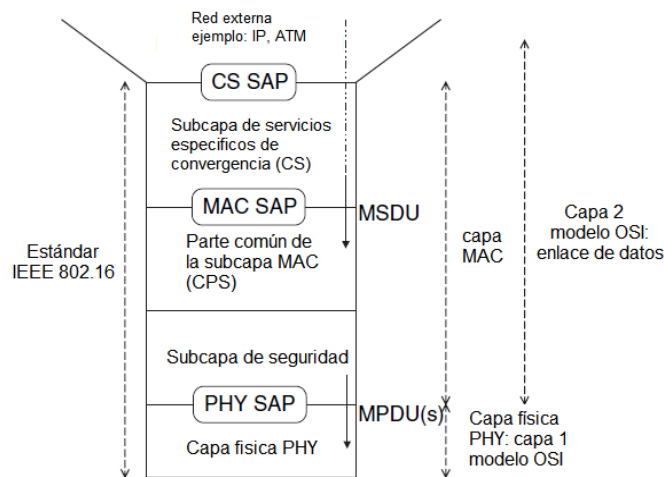 Red externa
ejemplo: IP, ATM
CS SAP
Subcapa de servicios
especificos de
convergencia (CS)
MAC SAP
MSDU
Parte común de
la subcapa MAC
(CPS)
Estándar
IEEE 802.16
capa
MAC
Capa 2
modelo OSI:
enlace de datos
Subcapa de seguridad
PHY SAP
MPDU(s)
Capa fisica PHY
Capa física
PHY: capa 1
modelo OSI